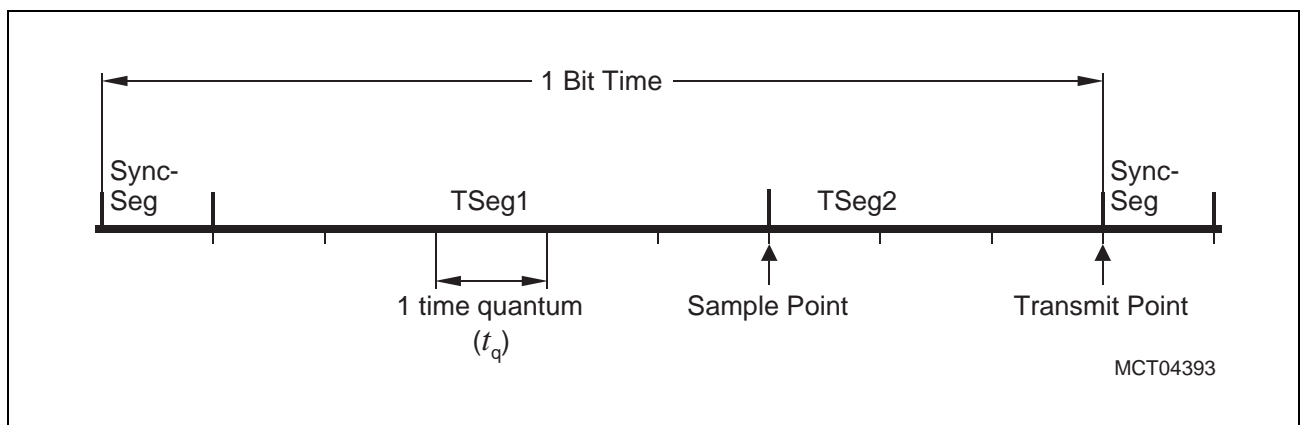 1 Bit Time
Sync-
Seg
TSeg1
TSeg2
Sync-
Seg
1 time quantum
(tq)
Sample Point
Transmit Point
MCT04393